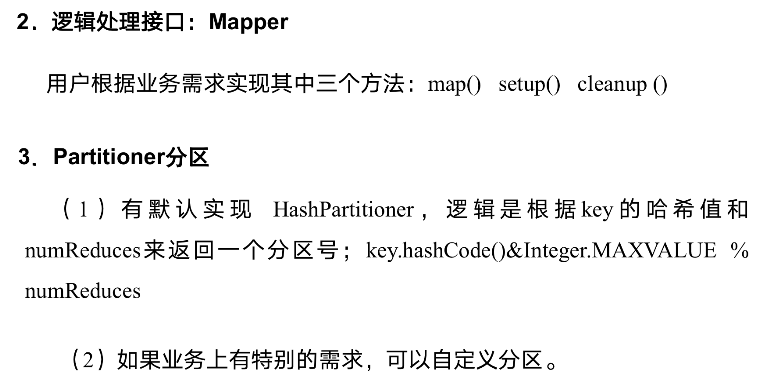 2．逻辑处理接口：Mapper
用户根据业务需求实现其中三个方法：map() setup() cleanup ()
3．Partitioner分区
（1）有默认实现 HashPartitioner，逻辑是根据key的哈希值和
numReduces来返回一个分区号；key.hashCode()&Integer.MAXVALUE %
numReduces
（2）如果业务上有特别的需求，可以自定义分区。